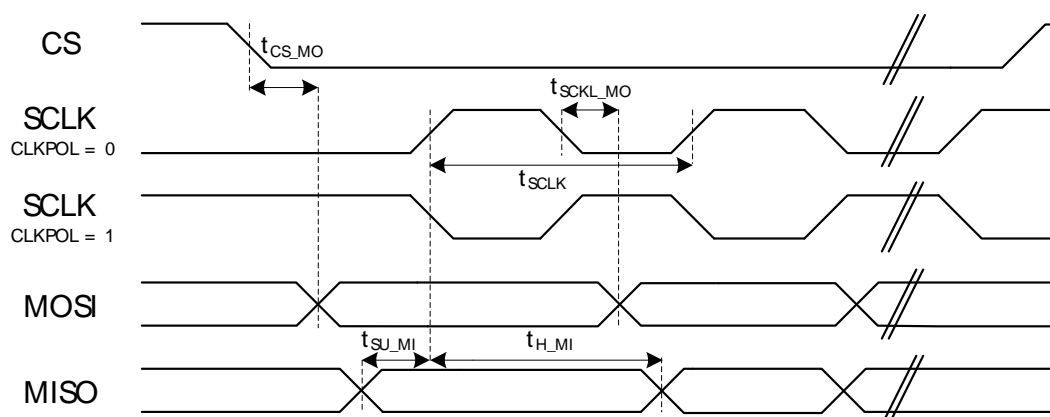 CS
tCS_MO
tSCKL_MO
SCLK
CLKPOL = 0
tSCLK
SCLK
CLKPOL = 1
MOSI
tSU_MI
tH_MI
MISO